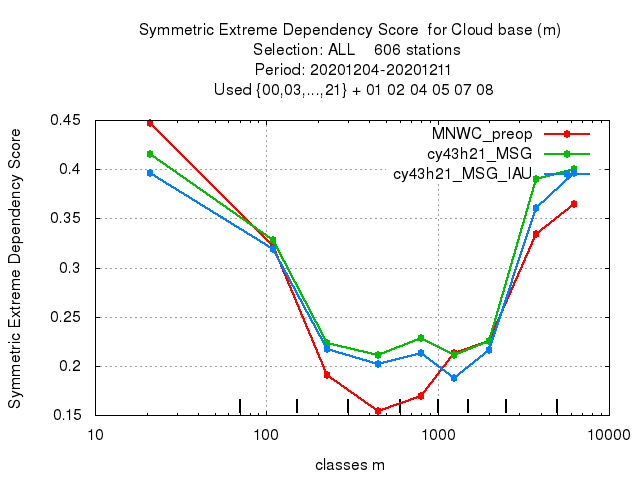 Symmetric Extreme Dependency Score  for Cloud base (m)
Selection: ALL    606 stations
Period: 20201204-20201211
Used {00,03,...,21} + 01 02 04 05 07 08
Symmetric Extreme Dependency Score
0.45
0.4
0.35
0.3
0.25
0.2
0.15
MNWC_preop
cy43h21_MSG
cy43h21_MSG_IAU
10
100
1000
10000
classes m